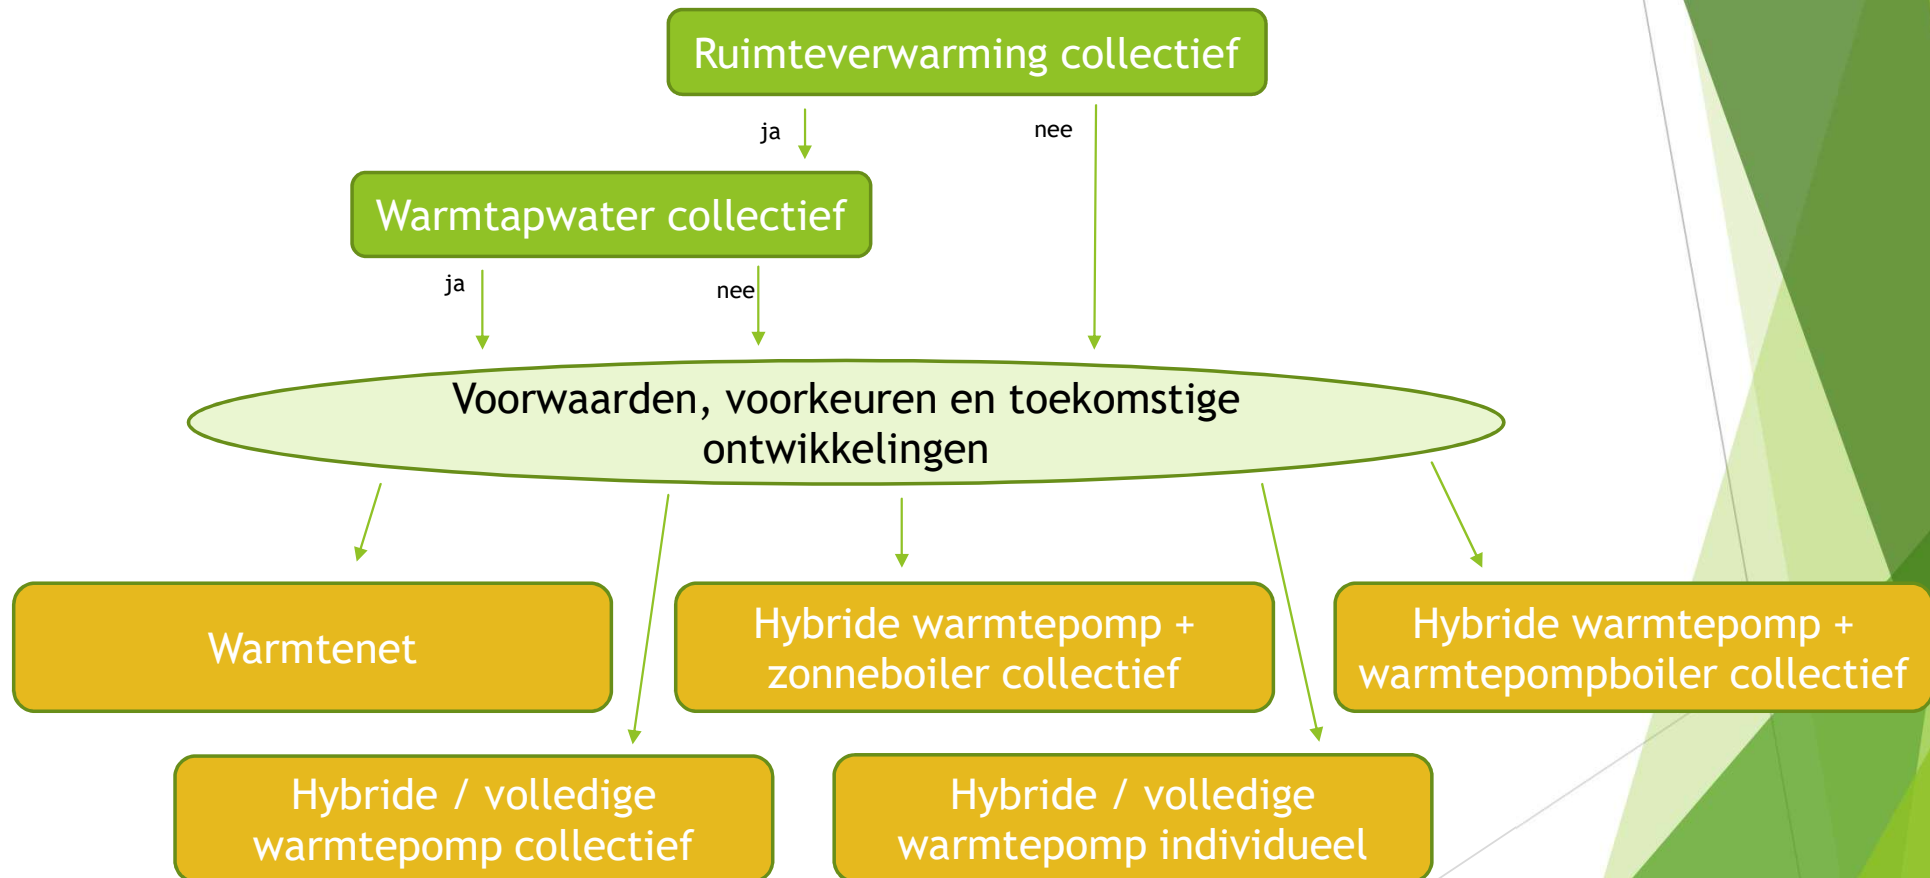 Ruimteverwarming collectief
ja
nee
Warmtapwater collectief
ja
nee
Voorwaarden, voorkeuren en toekomstige
ontwikkelingen
Warmtenet
Hybride warmtepomp +
zonneboiler collectief
Hybride warmtepomp +
warmtepompboiler collectief
Hybride / volledige
warmtepomp collectief
Hybride / volledige
warmtepomp individueel